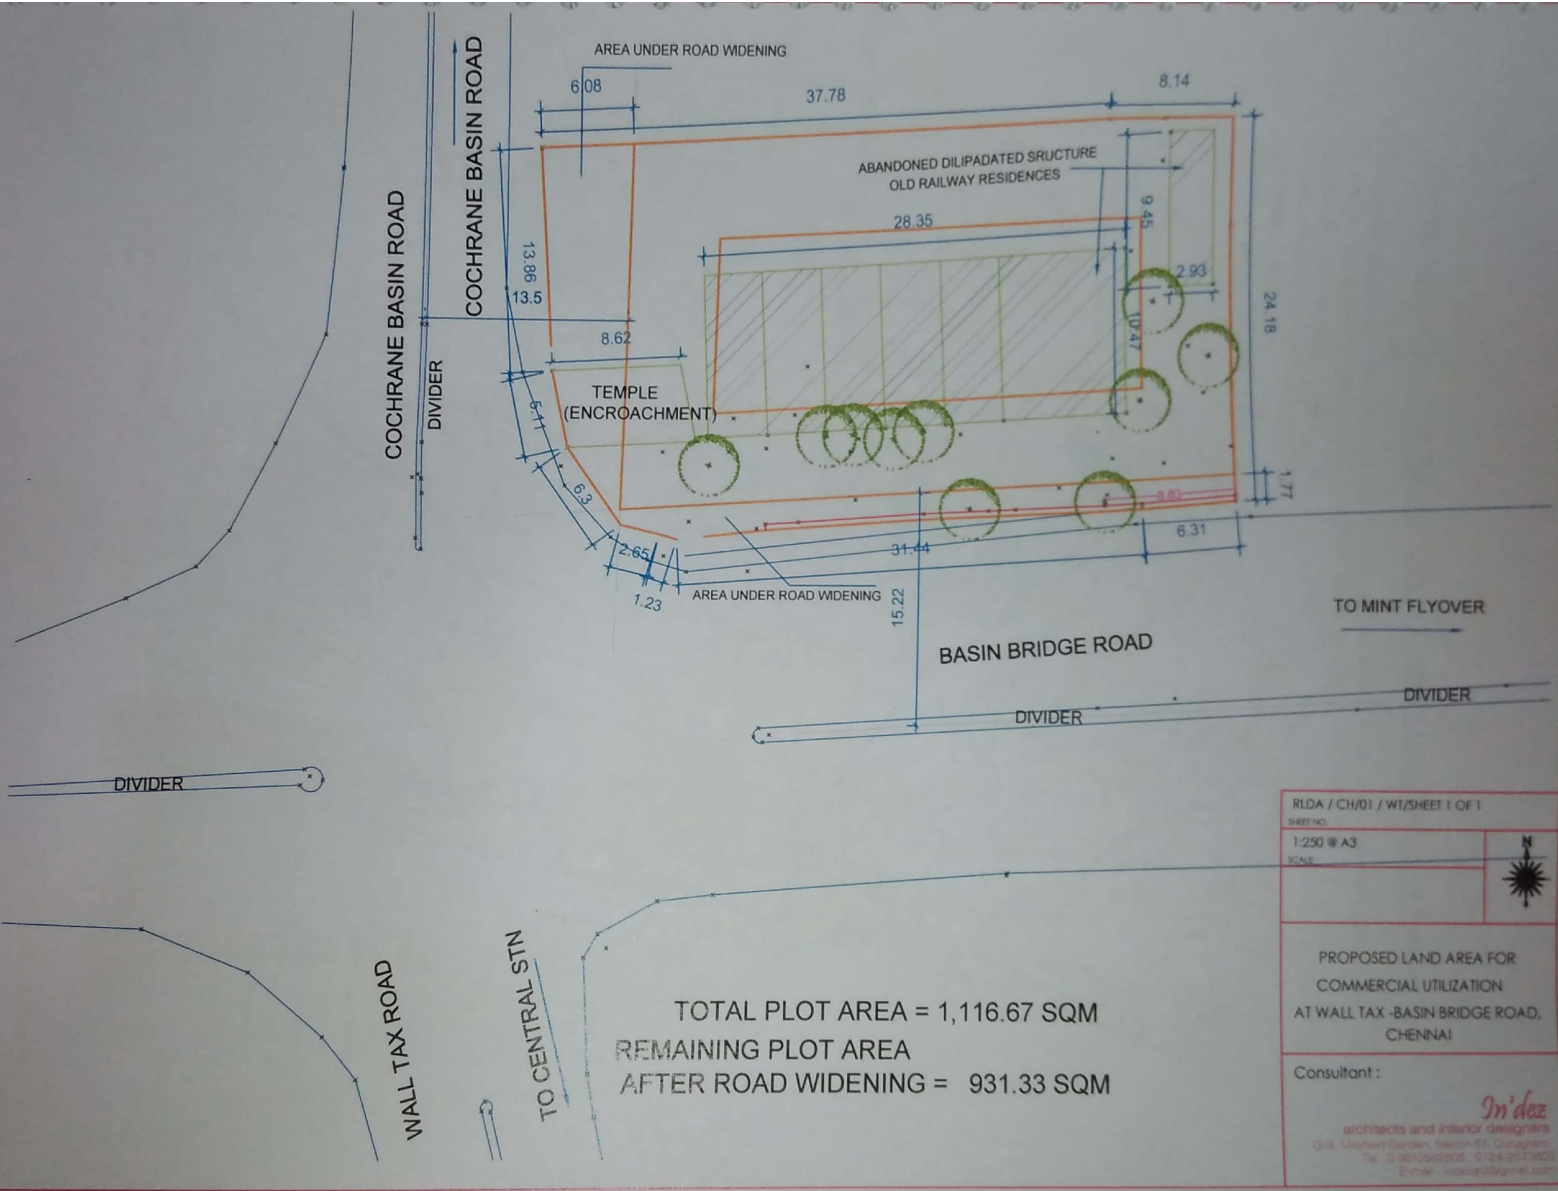 AREA UNDER ROAD WIDENING
6.08
37.78
8.14
COCHRANE BASIN ROAD
COCHRANE BASIN ROAD
DIVIDER
ABANDONED DILIPADATED SRUCTURE
OLD RAILWAY RESIDENCES
28.35
9.45
2.93
13.86
13.5
8.62
10.47
24.18
TEMPLE
(ENCROACHMENT)
5.11
6.3
2.65
1.23
1.77
31.44
6.31
AREA UNDER ROAD WIDENING
15.22
TO MINT FLYOVER
BASIN BRIDGE ROAD
DIVIDER
DIVIDER
DIVIDER
WALL TAX ROAD
TO CENTRAL STN
TOTAL PLOT AREA = 1,116.67 SQM
REMAINING PLOT AREA
AFTER ROAD WIDENING = 931.33 SQM
RLDA / CH/01 / WT/SHEET 1 OF 1
SHEET NO.
1:250 @ A3
SCALE
N
PROPOSED LAND AREA FOR
COMMERCIAL UTILIZATION
AT WALL TAX -BASIN BRIDGE ROAD,
CHENNAI
Consultant :
In'dez
architects and interior designers